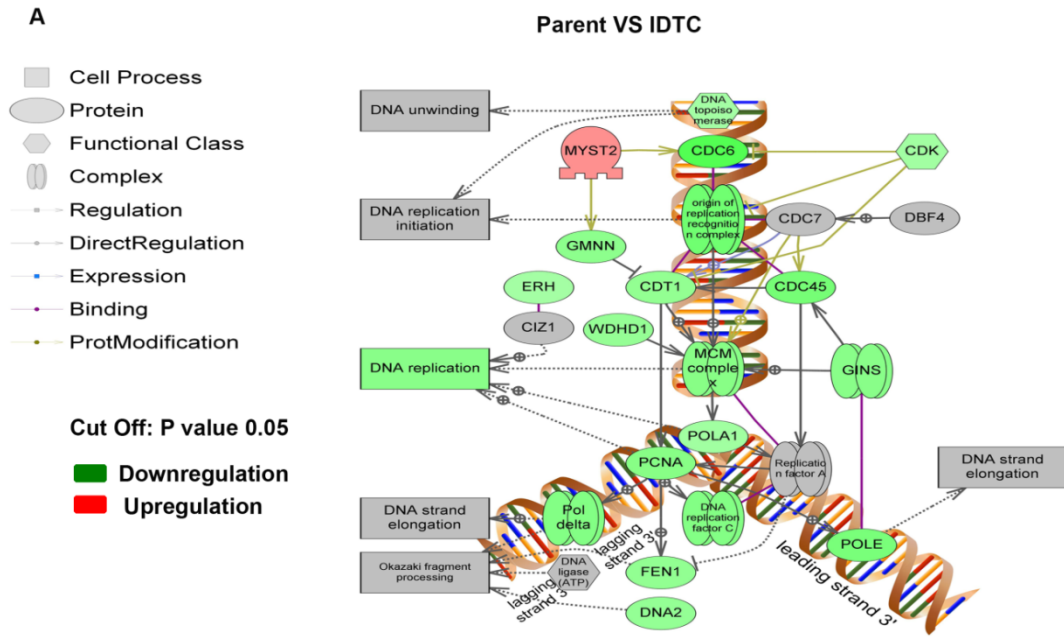 A
Parent VS IDTC
Cell Process
Protein
Functional Class
Complex
Regulation
DirectRegulation
Expression
Binding
ProtModification
Cut Off: P value 0.05
Downregulation
Upregulation
DNA unwinding
DNA
topoiso
merase
MYST2
CDC6
CDK
DNA replication
initiation
origin of
replication
recognitio
n complex
CDC7
DBF4
GMNN
ERH
CDT1
CDC45
CIZ1
WDHD1
DNA replication
MCM
comple
x
GINS
POLA1
PCNA
Replicatio
n factor A
DNA strand
elongation
DNA strand
elongation
Pol
delta
DNA
replication
factor C
POLE
Okazaki fragment
processing
DNA
ligase
(ATP)
lagging
strand 3'
lagging
strand 3'
FEN1
DNA2
leading strand 3'